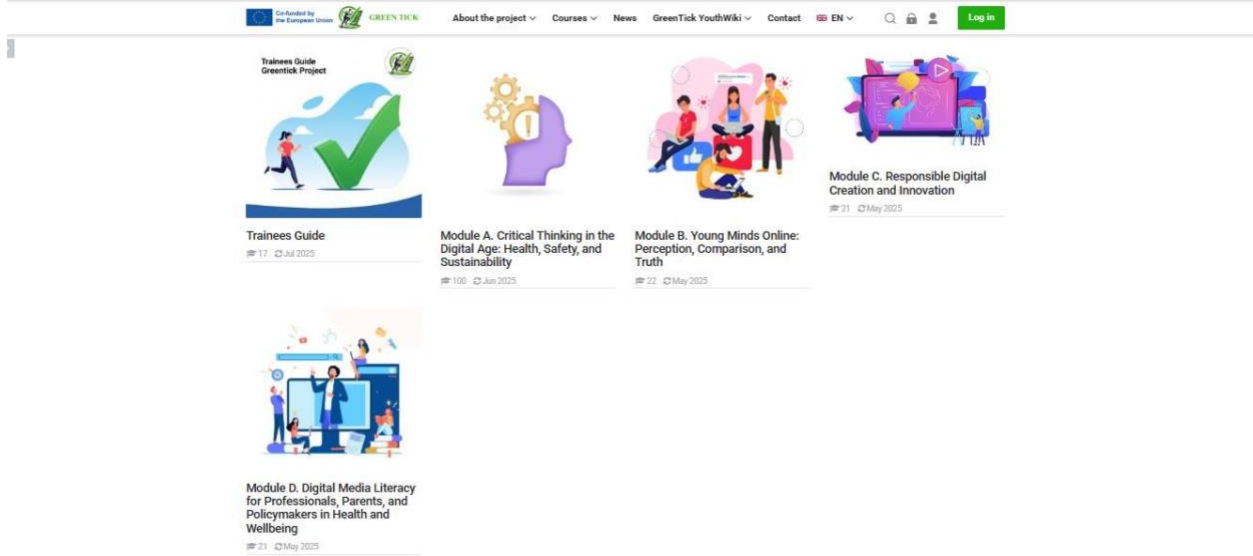 Co-funded by
the European Union
GREEN TICK
About the project
Courses
News
GreenTick YouthWiki
Contact
EN
Log in
Trainees Guide
Greentick Project
Trainees Guide
17 Jul 2025
Module A. Critical Thinking in the
Digital Age: Health, Safety, and
Sustainability
100 Jun 2025
Module B. Young Minds Online:
Perception, Comparison, and
Truth
22 May 2025
Module C. Responsible Digital
Creation and Innovation
21 May 2025
Module D. Digital Media Literacy
for Professionals, Parents, and
Policymakers in Health and
Wellbeing
21 May 2025